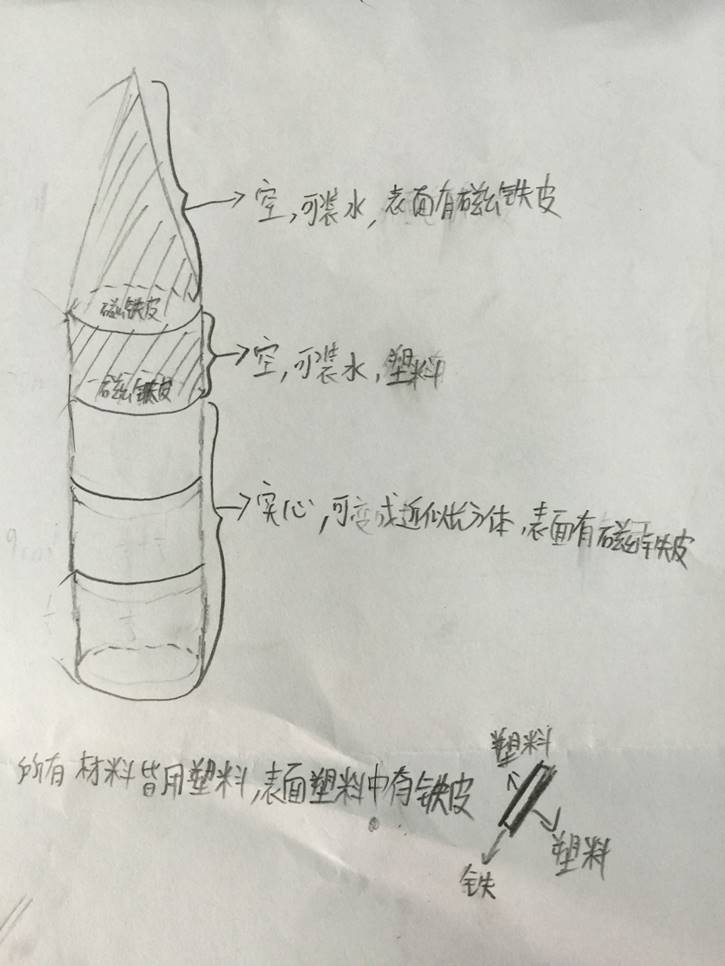 空,可装水,表面有磁铁皮
磁铁皮
空,可装水,塑料
磁铁皮
实心,可变成近似长方体,表面有磁铁皮
塑料
所有材料皆用塑料,表面塑料中有铁皮
塑料
铁